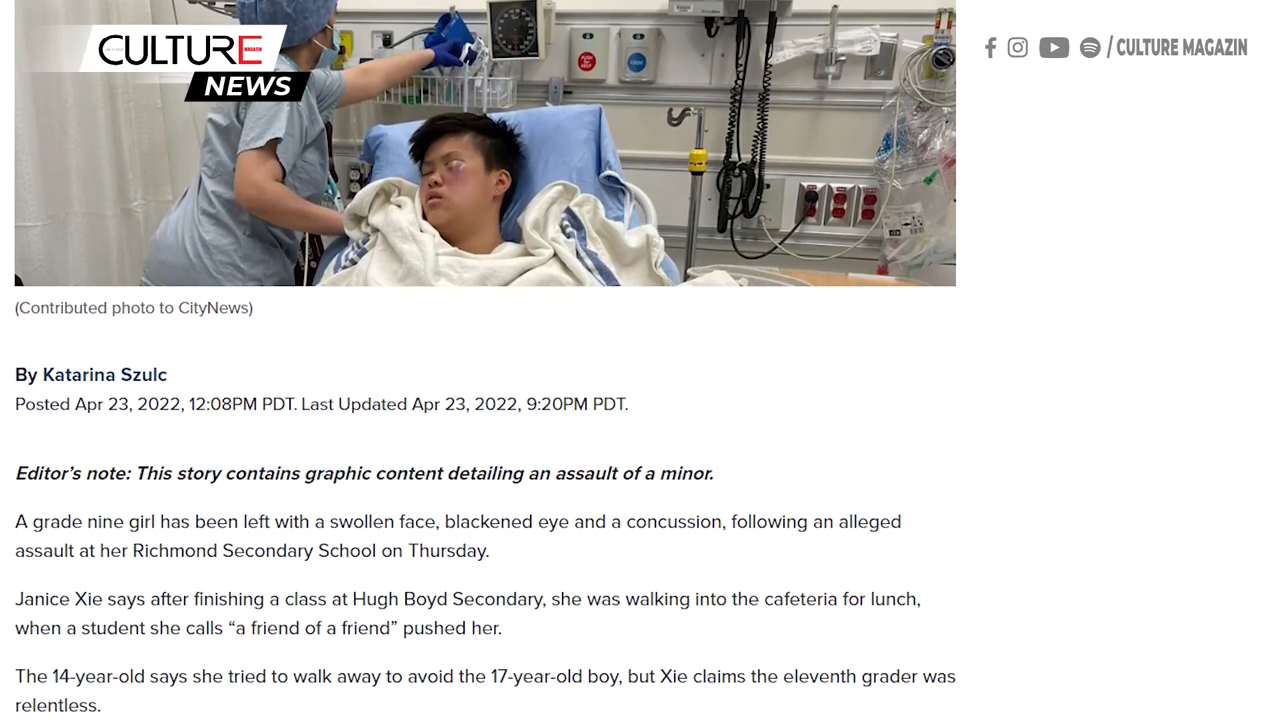 CULTURE
MAGAZIN
NEWS
/ CULTURE MAGAZIN
(Contributed photo to CityNews)
By Katarina Szulc
Posted Apr 23, 2022, 12:08PM PDT. Last Updated Apr 23, 2022, 9:20PM PDT.
Editor’s note: This story contains graphic content detailing an assault of a minor.
A grade nine girl has been left with a swollen face, blackened eye and a concussion, following an alleged
assault at her Richmond Secondary School on Thursday.
Janice Xie says after finishing a class at Hugh Boyd Secondary, she was walking into the cafeteria for lunch,
when a student she calls “a friend of a friend” pushed her.
The 14-year-old says she tried to walk away to avoid the 17-year-old boy, but Xie claims the eleventh grader was
relentless.